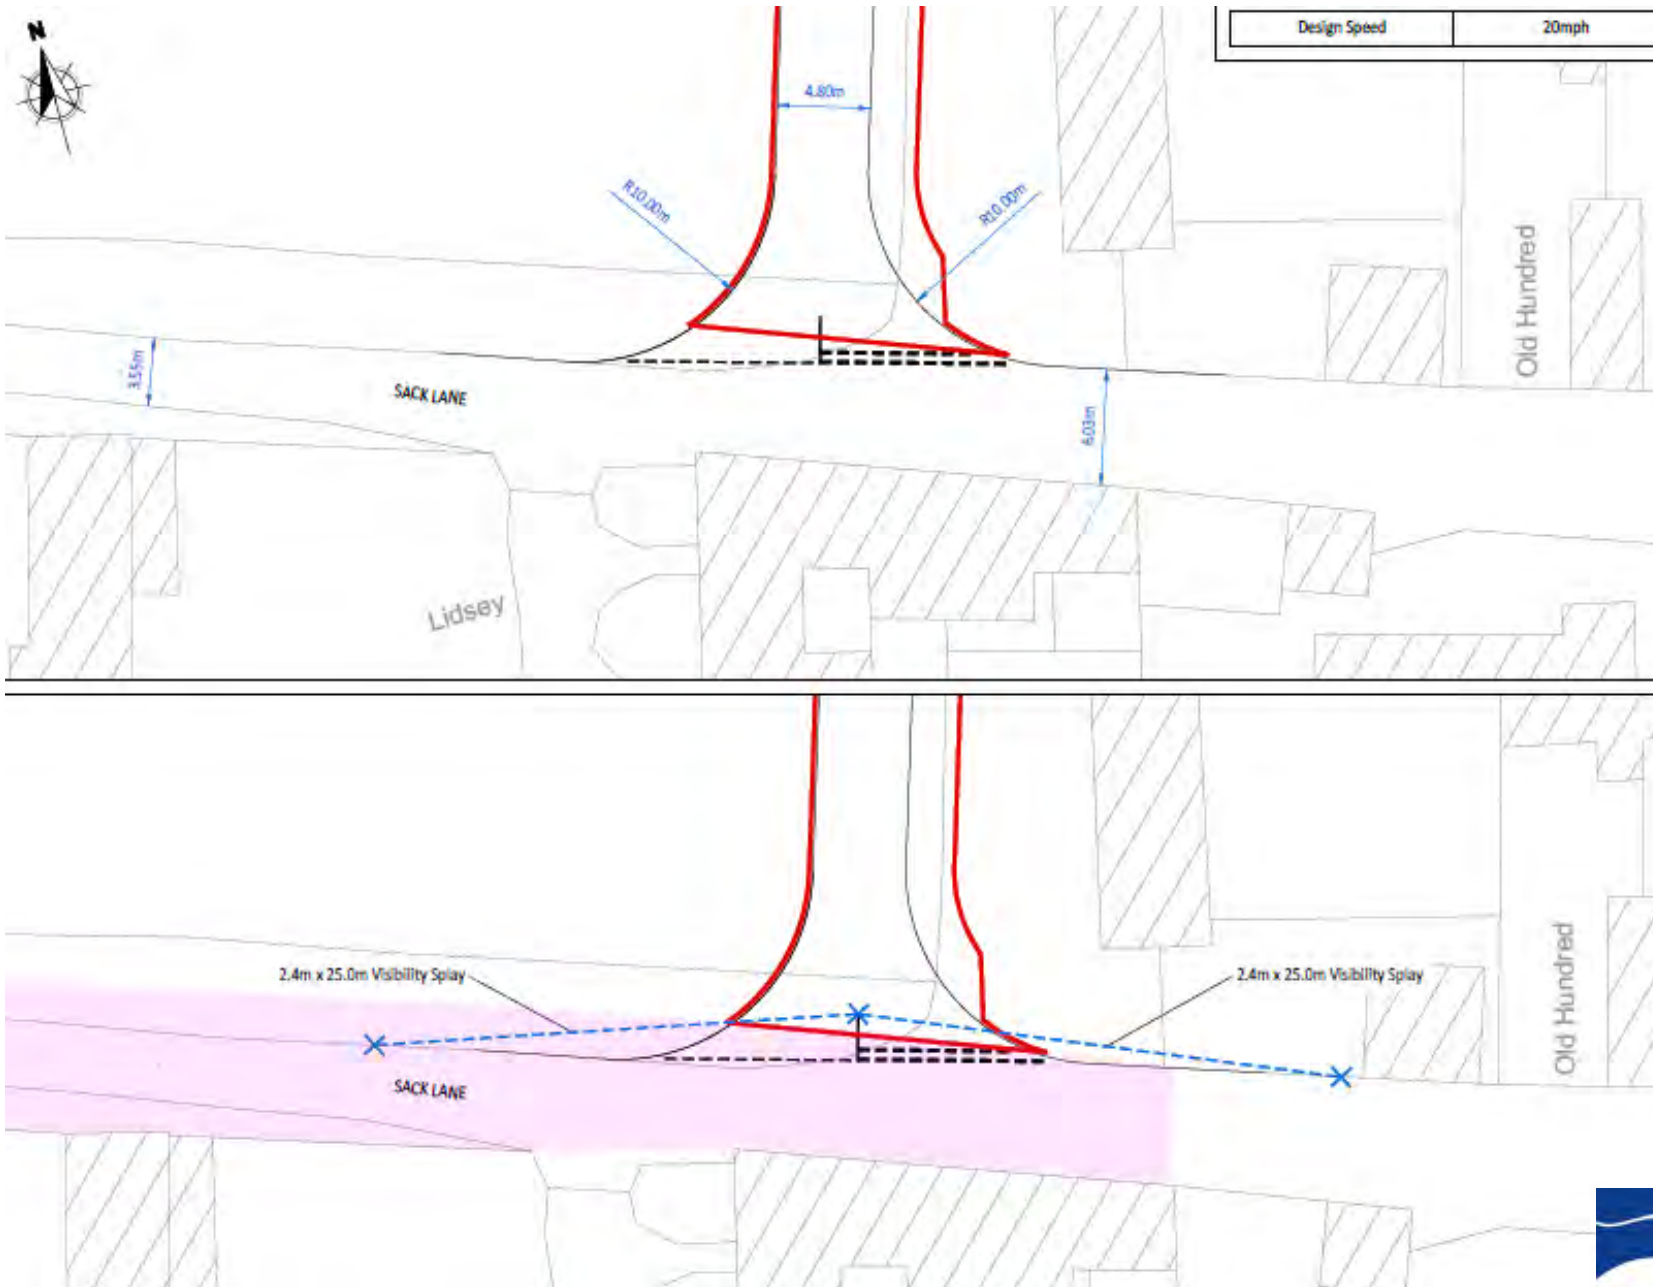 N
Design Speed 20mph
4.80m
R10.00m
R10.00m
Old Hundred
3.55m
SACK LANE
6.03m
Lidsey
2.4m x 25.0m Visibility Splay
2.4m x 25.0m Visibility Splay
Old Hundred
SACK LANE